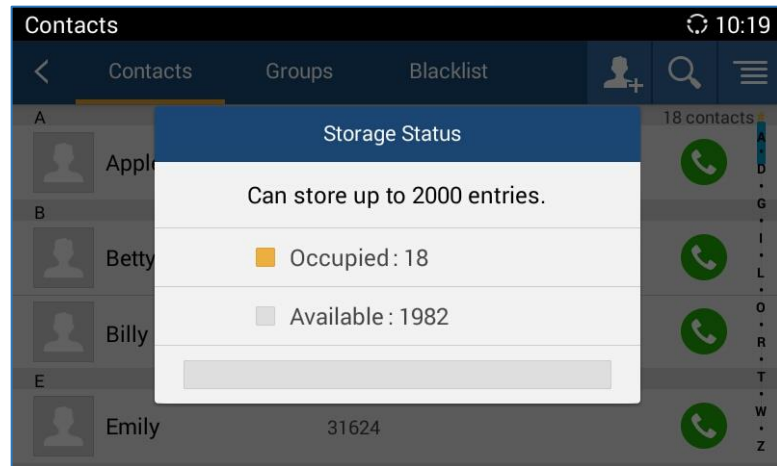 Contacts 10:19
Contacts Groups Blacklist
A 18 contacts
Storage Status
Can store up to 2000 entries.
B
Betty Occupied: 18
Billy Available: 1982
E
Emily 31624
A
D
G
I
L
O
R
T
W
Z